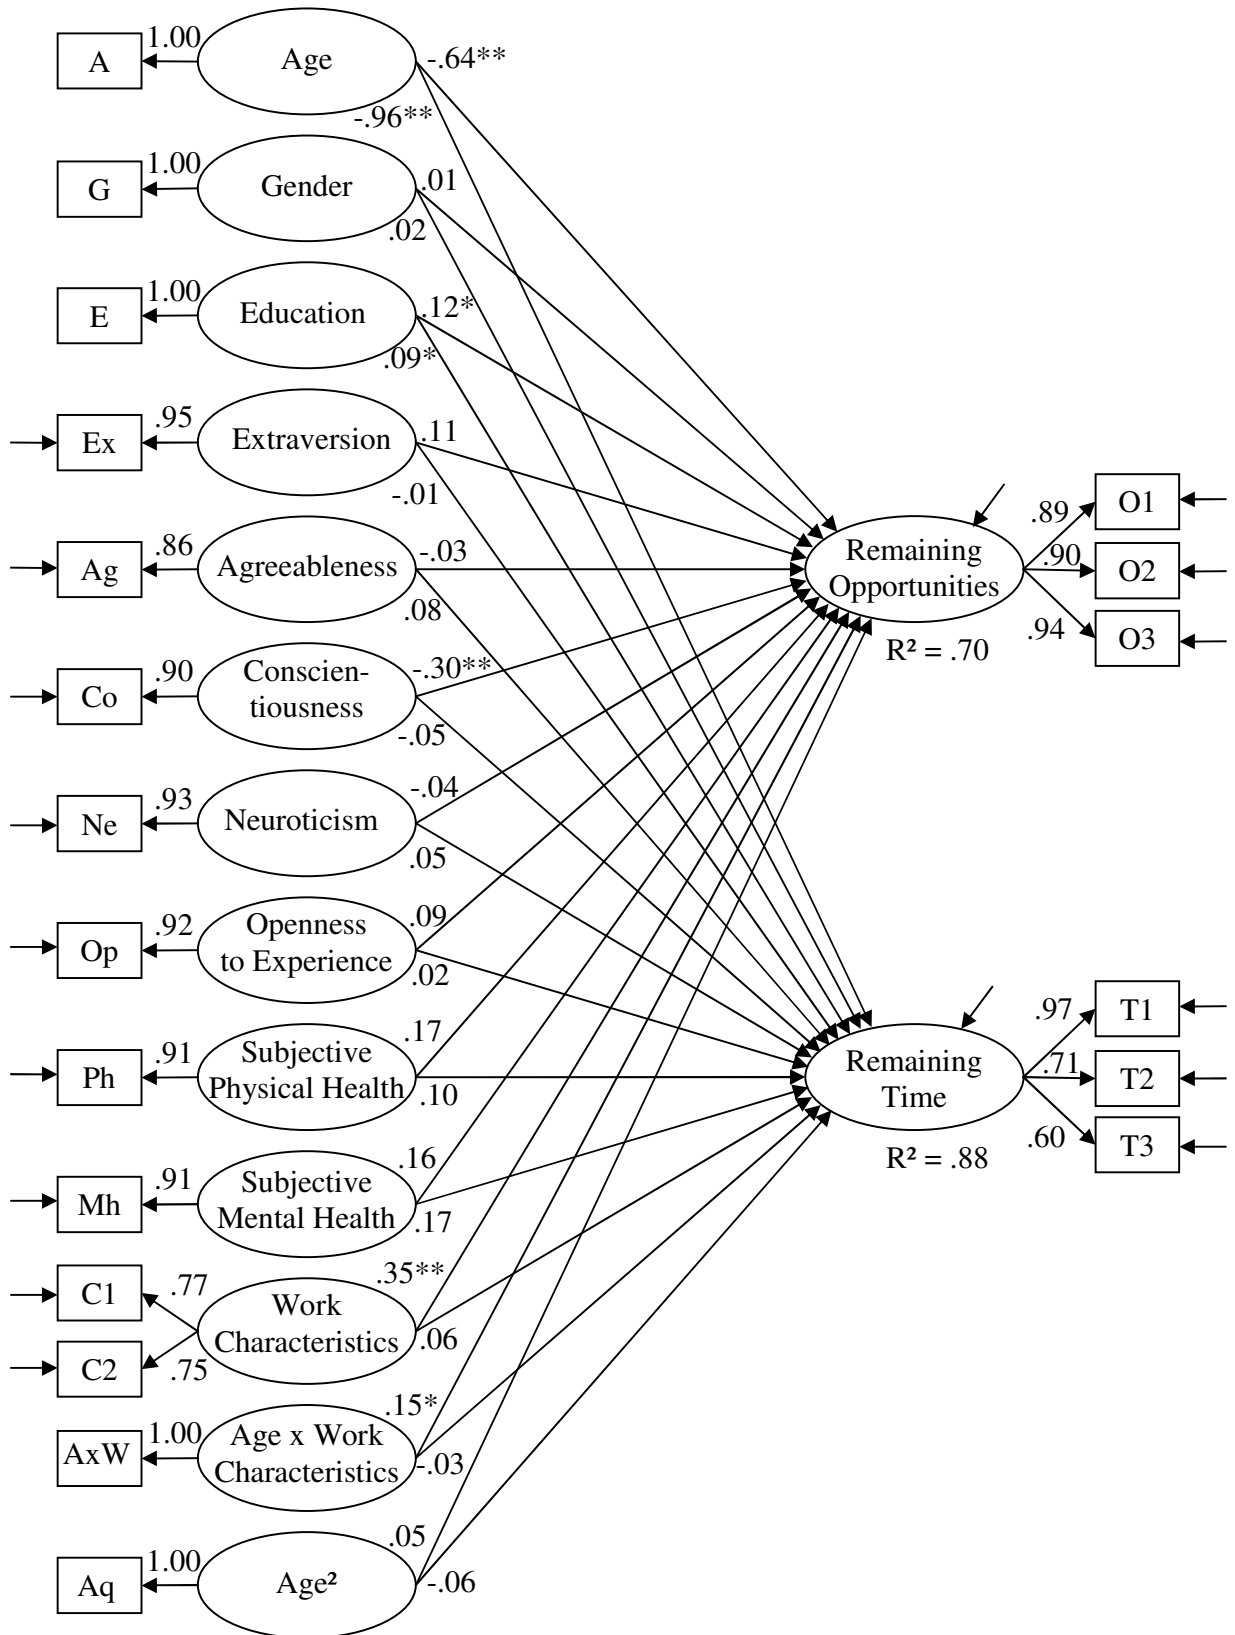 A
1.00
Age
-.64**
-.96**
G
1.00
Gender
.01
.02
E
1.00
Education
.12*
.09*
Ex
.95
Extraversion
.11
-.01
Ag
.86
Agreeableness
-.03
.08
Co
.90
Conscien-
tiousness
-.30**
-.05
Ne
.93
Neuroticism
-.04
.05
Op
.92
Openness
to Experience
.09
.02
Ph
.91
Subjective
Physical Health
.17
.10
Mh
.91
Subjective
Mental Health
.16
.17
C1
.77
C2
.75
Work
Characteristics
.35**
.06
AxW
1.00
Age x Work
Characteristics
.15*
-.03
Aq
1.00
Age²
.05
-.06
Remaining
Opportunities
R² = .70
.89
O1
.90
O2
.94
O3
Remaining
Time
R² = .88
.97
T1
.71
T2
.60
T3